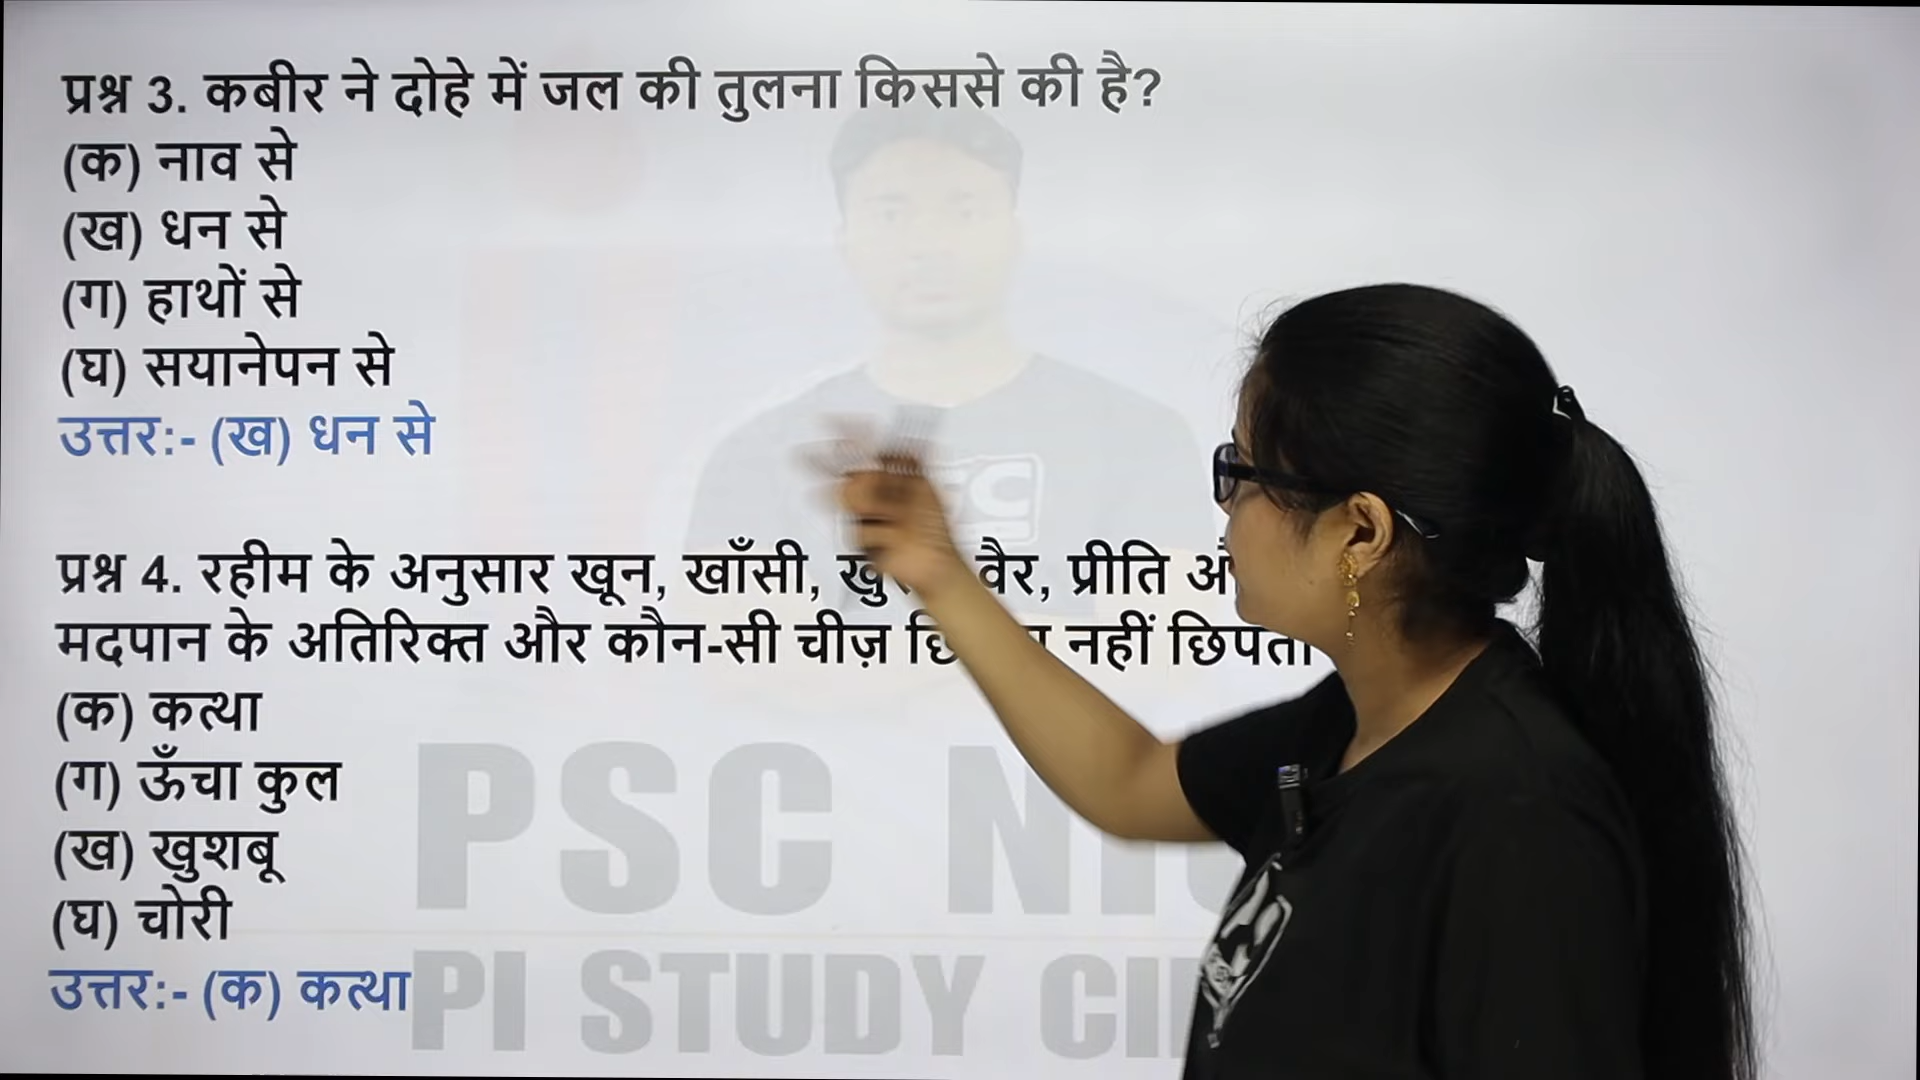 प्रश्न 3. कबीर ने दोहे में जल की तुलना किससे की है?
(क) नाव से
(ख) धन से
(ग) हाथों से
(घ) सयानेपन से
उत्तर:- (ख) धन से
प्रश्न 4. रहीम के अनुसार खून, खाँसी, वैर, प्रीति
मदपान के अतिरिक्त और कौन-सी चीज़ नहीं छिपती
(क) कत्था
(ग) ऊँचा कुल
(ख) खुशबू
(घ) चोरी
उत्तर:- (क) कत्था
PSC
PI STUDY